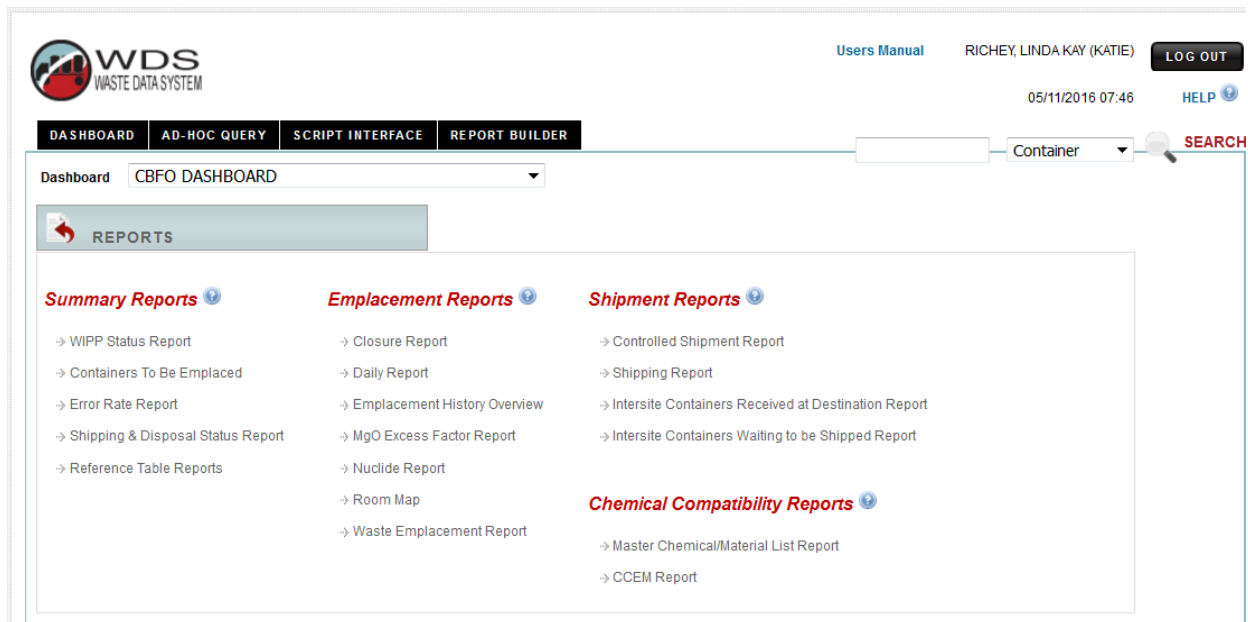 WDS
WASTE DATA SYSTEM
Users Manual
RICHEY, LINDA KAY (KATIE)
LOG OUT
05/11/2016 07:46
HELP
DASHBOARD
AD-HOC QUERY
SCRIPT INTERFACE
REPORT BUILDER
Container
SEARCH
Dashboard
CBFO DASHBOARD
REPORTS
Summary Reports
WIPP Status Report
Containers To Be Emplaced
Error Rate Report
Shipping & Disposal Status Report
Reference Table Reports
Emplacement Reports
Closure Report
Daily Report
Emplacement History Overview
MgO Excess Factor Report
Nuclide Report
Room Map
Waste Emplacement Report
Shipment Reports
Controlled Shipment Report
Shipping Report
Intersite Containers Received at Destination Report
Intersite Containers Waiting to be Shipped Report
Chemical Compatibility Reports
Master Chemical/Material List Report
CCEM Report